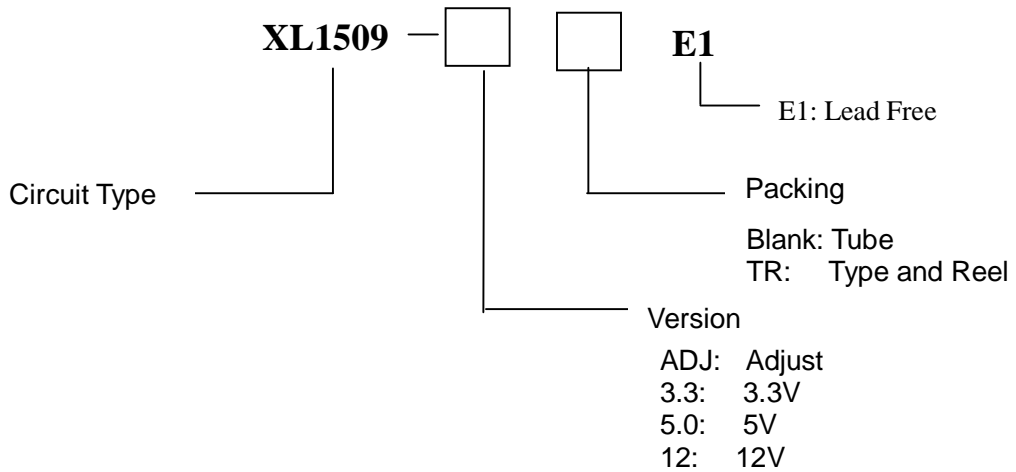 XL1509 — E1
E1: Lead Free
Circuit Type
Packing
Blank: Tube
TR: Type and Reel
Version
ADJ: Adjust
3.3: 3.3V
5.0: 5V
12: 12V